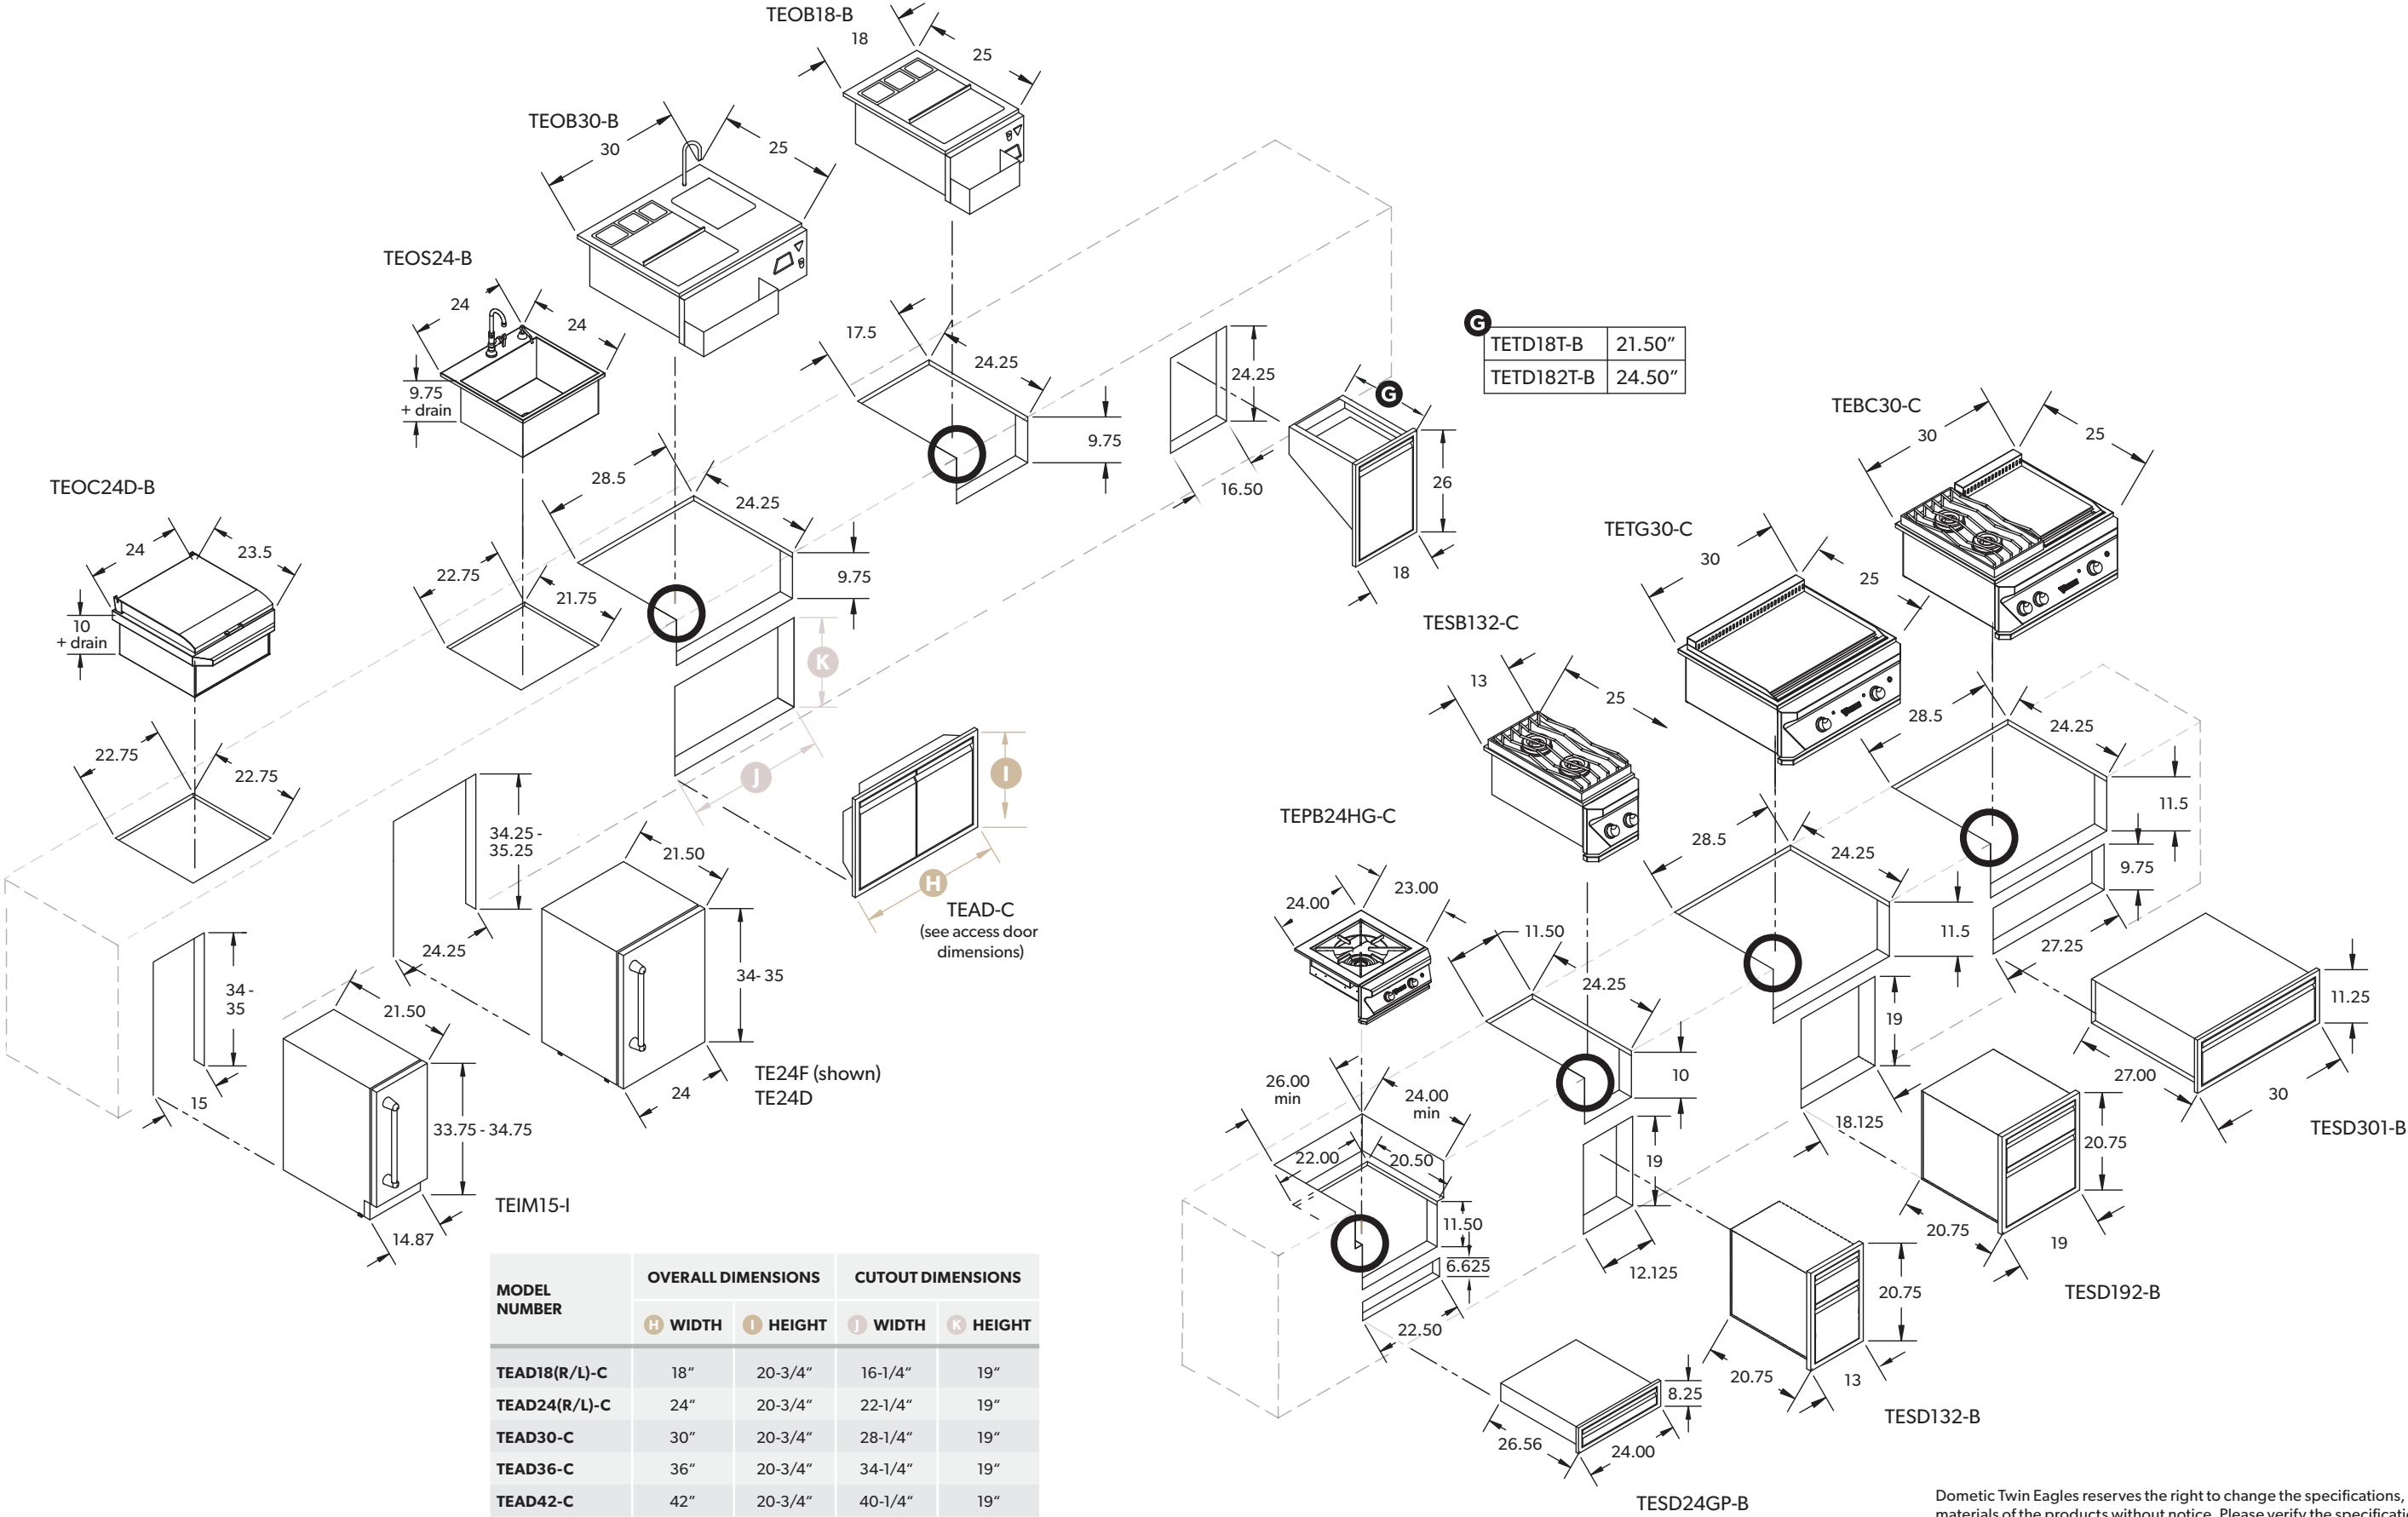 TEOB18-B
18
25
TEOB30-B
30
25
TEOS24-B
24
24
9.75
+ drain
TEOC24D-B
24
23.5
10
+ drain
17.5
24.25
9.75
28.5
24.25
9.75
22.75
21.75
22.75
22.75
24.25
16.50
G
26
18
G
TETD18T-B 21.50"
TETD182T-B 24.50"
K
J
I
H
TEAD-C
(see access door
dimensions)
34.25 -
35.25
24.25
21.50
34- 35
24
TE24F (shown)
TE24D
34 -
35
15
21.50
33.75 - 34.75
14.87
TEIM15-I
TEBC30-C
30
25
TETG30-C
30
25
TESB132-C
13
25
TEPB24HG-C
24.00
23.00
28.5
24.25
11.5
9.75
27.25
28.5
24.25
11.5
19
18.125
11.50
24.25
10
19
12.125
26.00
min
24.00
min
22.00
20.50
11.50
6.625
22.50
11.25
27.00
30
TESD301-B
20.75
20.75
19
TESD192-B
20.75
20.75
13
TESD132-B
8.25
26.56
24.00
TESD24GP-B
MODEL
NUMBER
OVERALL DIMENSIONS CUTOUT DIMENSIONS
H WIDTH I HEIGHT J WIDTH K HEIGHT
TEAD18(R/L)-C 18" 20-3/4" 16-1/4" 19"
TEAD24(R/L)-C 24" 20-3/4" 22-1/4" 19"
TEAD30-C 30" 20-3/4" 28-1/4" 19"
TEAD36-C 36" 20-3/4" 34-1/4" 19"
TEAD42-C 42" 20-3/4" 40-1/4" 19"
Dometic Twin Eagles reserves the right to change the specifications,
materials of the products without notice. Please verify the specificati